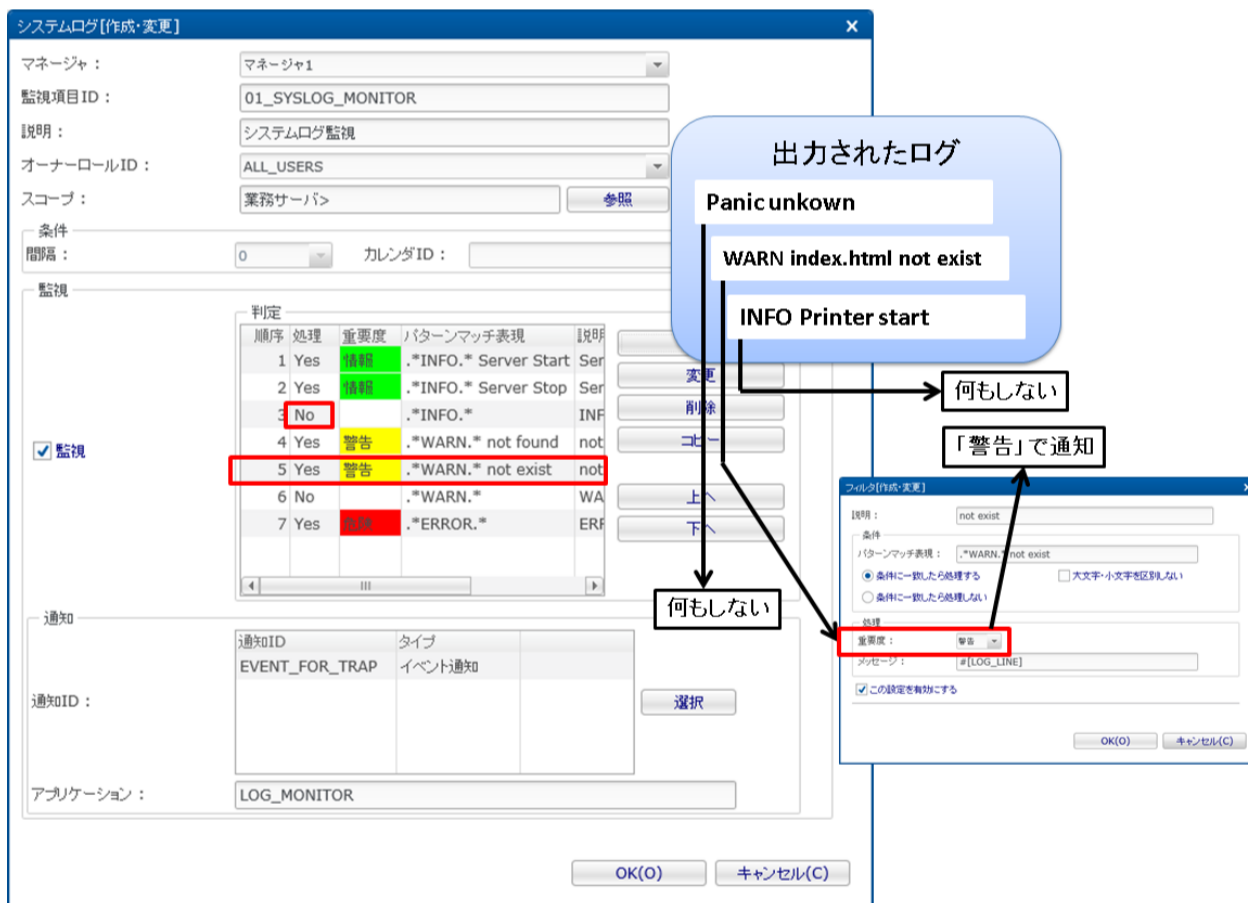 システムログ[作成・変更]
マネージャ：
マネージャ1
監視項目ID：
01_SYSLOG_MONITOR
説明：
システムログ監視
オーナーロールID：
ALL_USERS
スコープ：
業務サーバ>
参照
条件
間隔：
0
カレンダID：
監視
監視
判定
順序 処理 重要度 パターンマッチ表現
1 Yes 情報 .*INFO.* Server Start Ser
2 Yes 情報 .*INFO.* Server Stop Ser
3 No .*INFO.* INF
4 Yes 警告 .*WARN.* not found not
5 Yes 警告 .*WARN.* not exist not
6 No .*WARN.* WA
7 Yes 危険 .*ERROR.* ERF
変更
削除
コピー
上へ
下へ
通知
通知ID：
通知ID タイプ
EVENT_FOR_TRAP イベント通知
選択
アプリケーション：
LOG_MONITOR
OK(O)
キャンセル(C)
出力されたログ
Panic unkown
WARN index.html not exist
INFO Printer start
何もしない
「警告」で通知
何もしない
フィルタ[作成・変更]
説明：
not exist
条件
パターンマッチ表現：
.*WARN.* not exist
条件に一致したら処理する
大文字・小文字を区別しない
条件に一致したら処理しない
処理
重要度：
警告
メッセージ：
#[LOG_LINE]
この設定を有効にする
OK(O)
キャンセル(C)